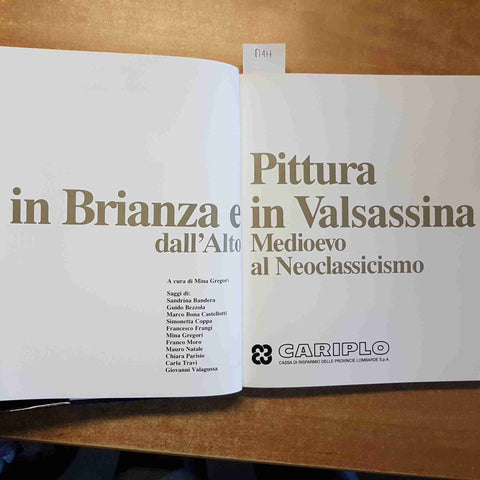 Pittura
in Brianza e in Valsassina
dall'Alto Medioevo
al Neoclassicismo
A cura di Mina Gregori
Saggi di:
Sandrina Bandera
Guido Bezzola
Marco Bona Castellotti
Simonetta Coppa
Francesco Frangi
Mina Gregori
Franco Moro
Mauro Natale
Chiara Parisio
Carla Travi
Giovanni Valagussa
CARIPLO
CASSA DI RISPARMIO DELLE PROVINCIE LOMBARDE S.p.A.